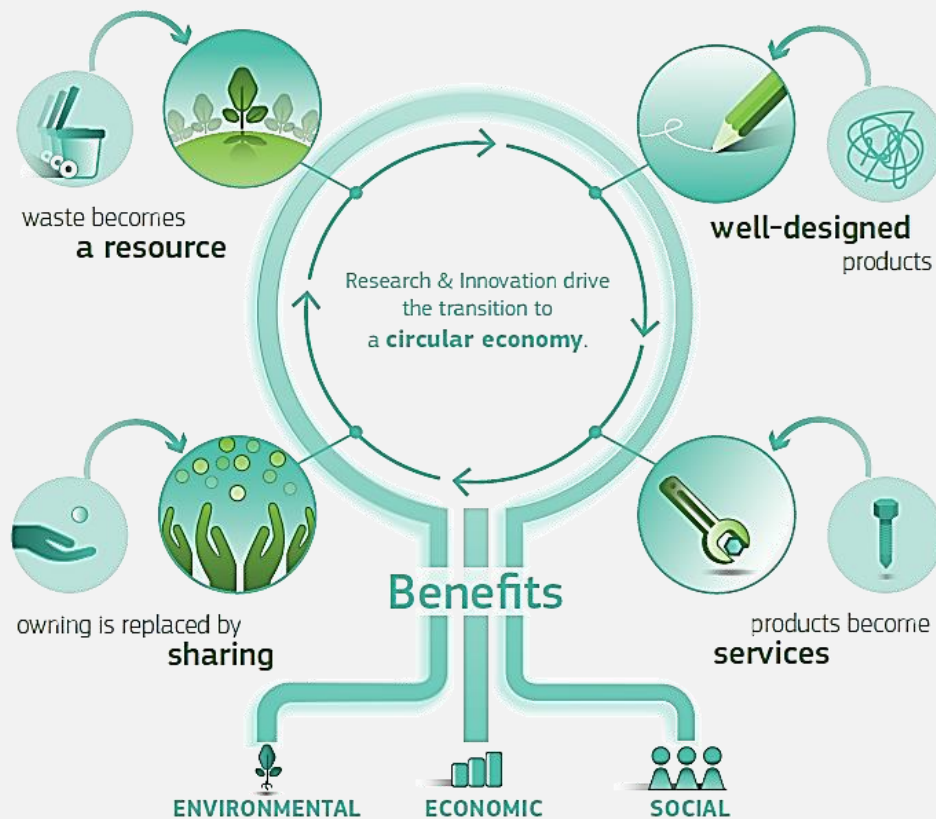 waste becomes
a resource
well-designed
products
Research & Innovation drive
the transition to
a circular economy.
owning is replaced by
sharing
products become
services
Benefits
ENVIRONMENTAL
ECONOMIC
SOCIAL